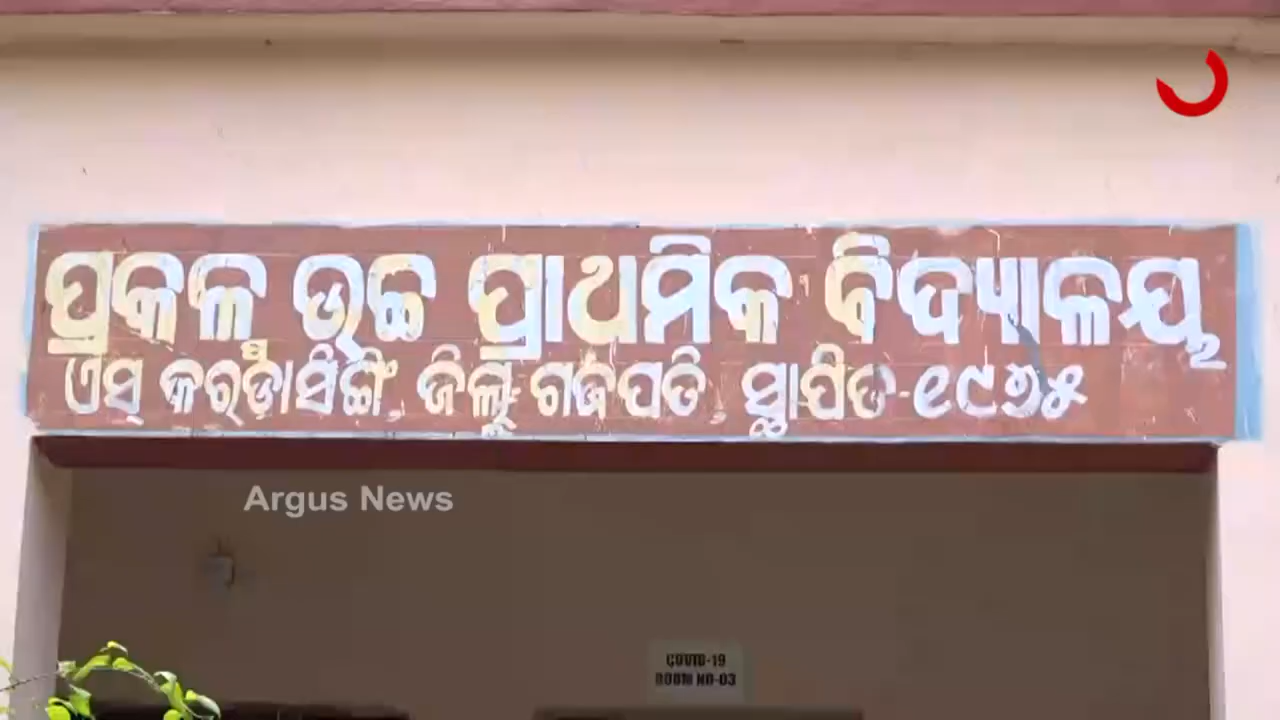 ପ୍ରକଳ୍ପ ଉଚ୍ଚ ପ୍ରାଥମିକ ବିଦ୍ୟାଳୟ
ଏସ୍ କରଡ଼ାସିଙ୍ଗି, ଜିଲ୍ଲା-ଗଜପତି, ସ୍ଥାପିତ-୧୯୬୫
Argus News
COVID-19
ROOM NO-03